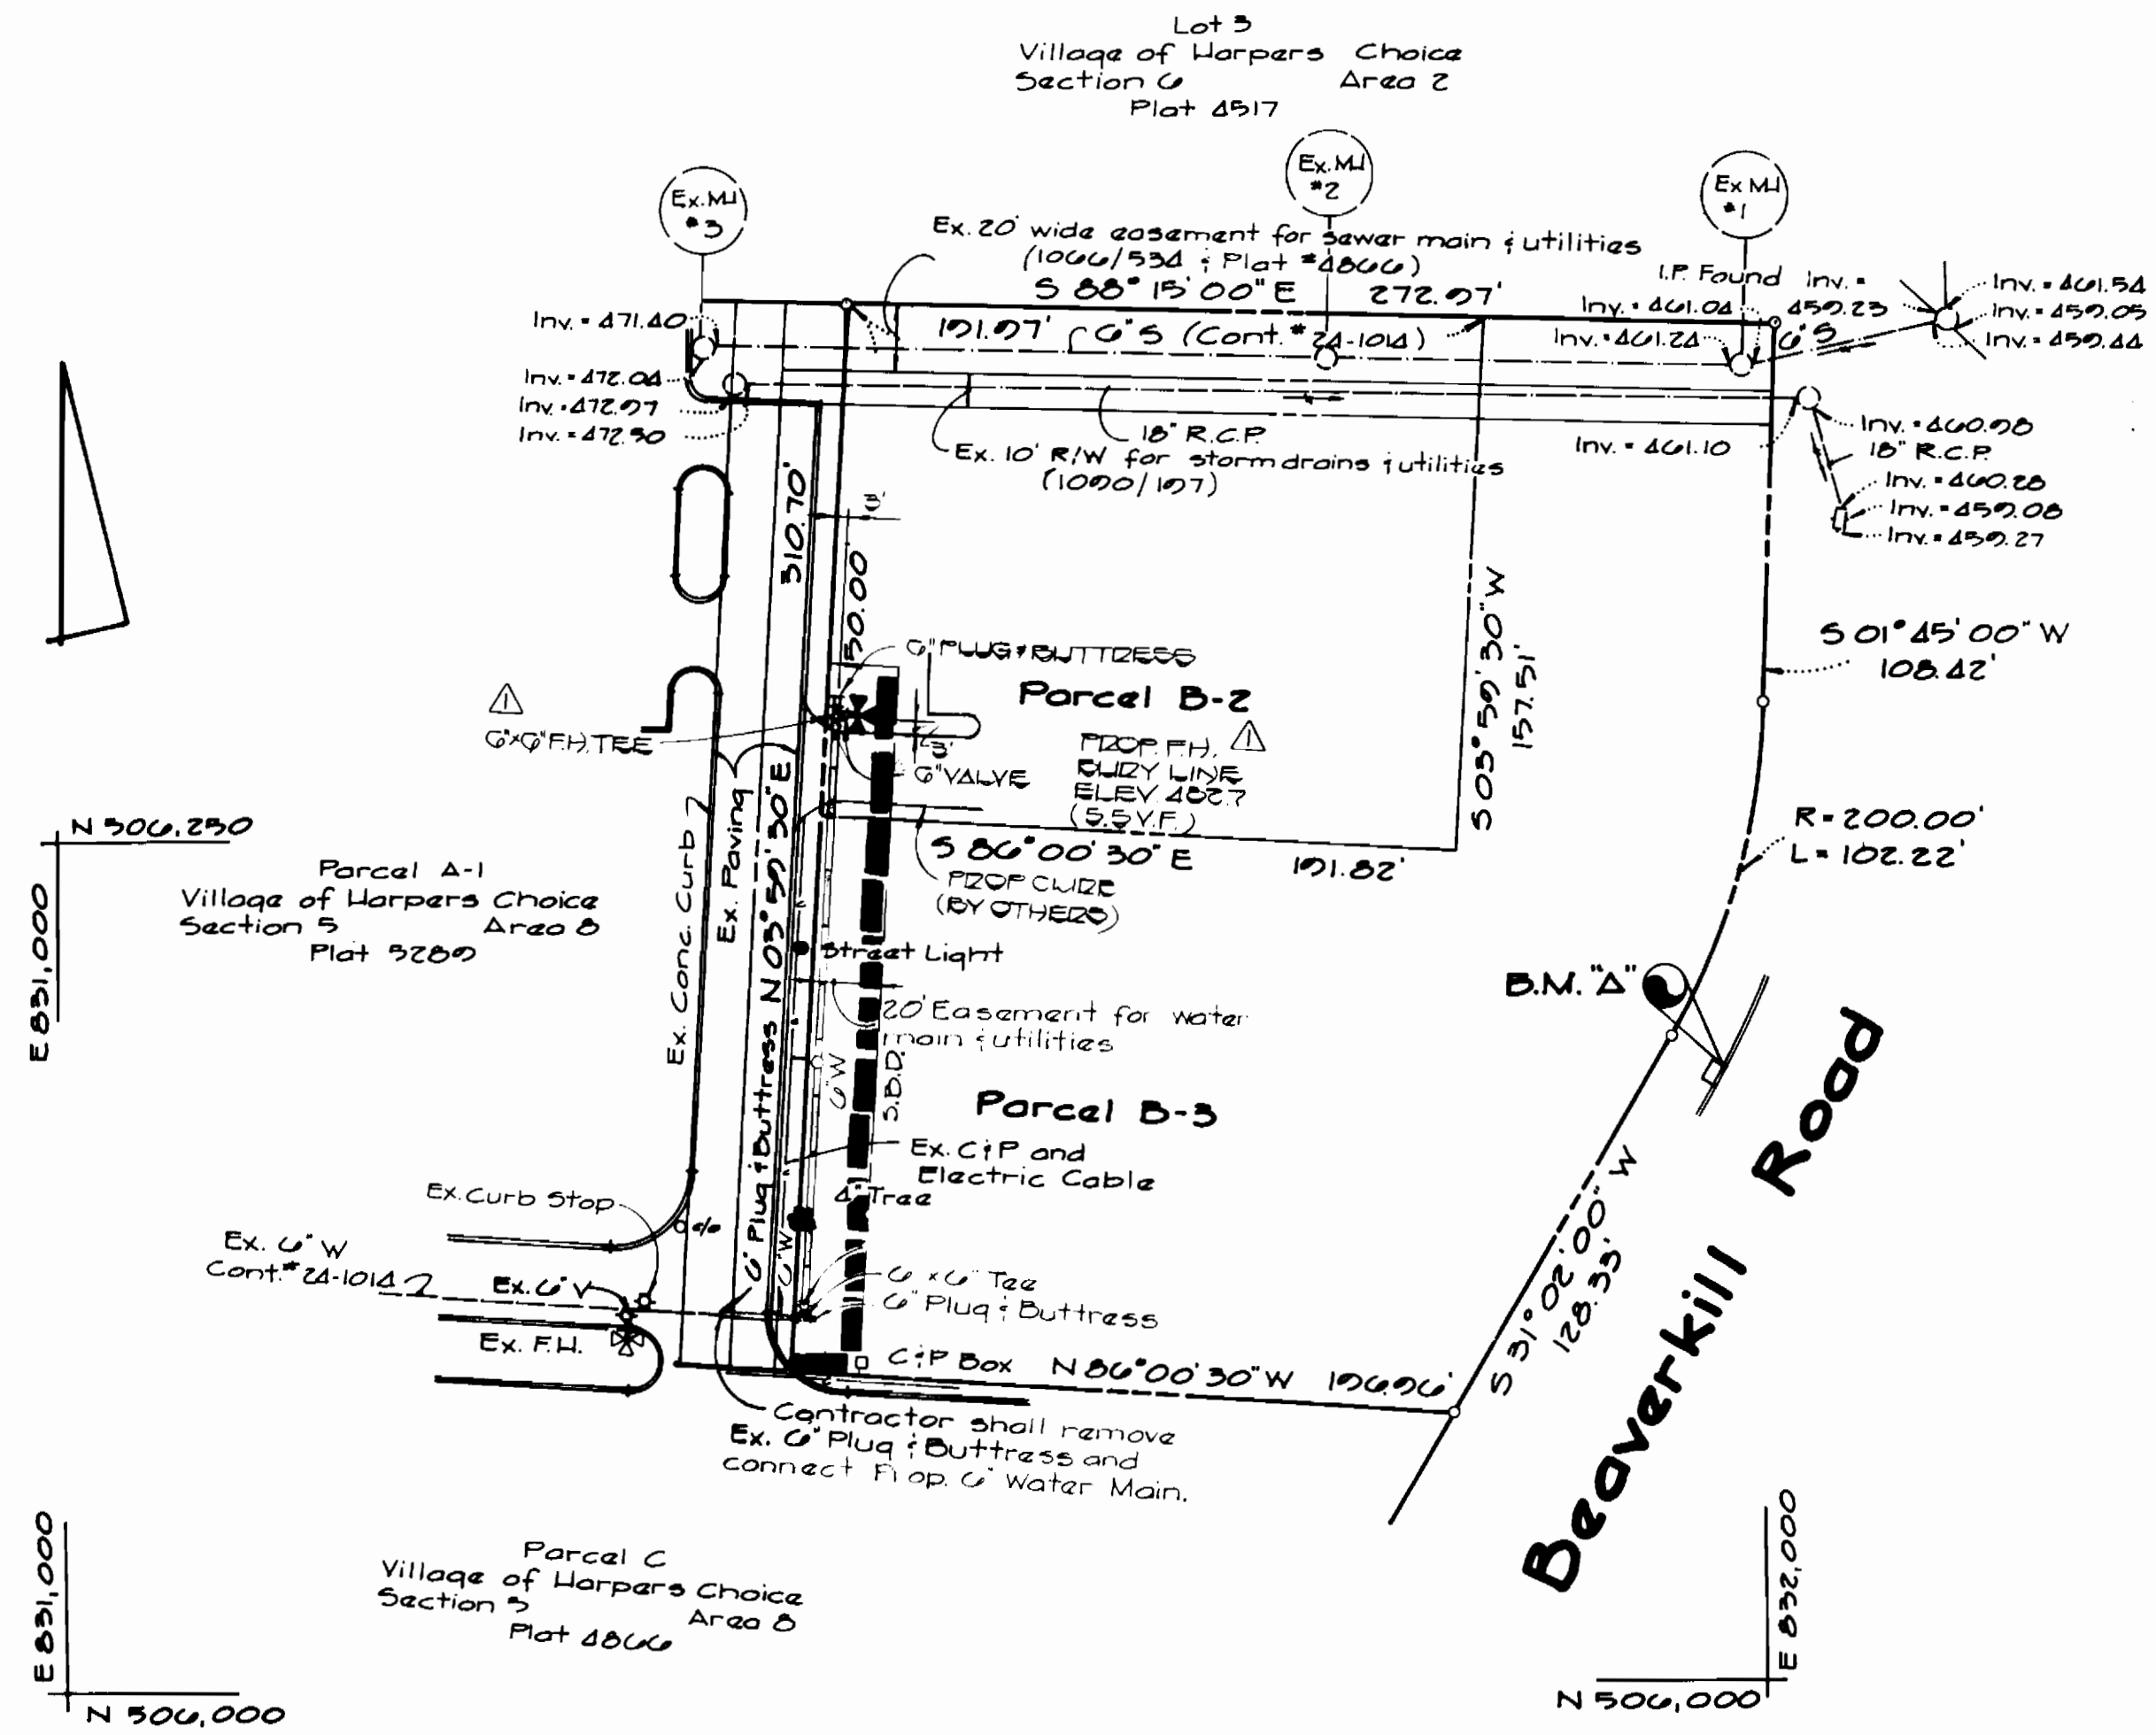 Lot 3
Village of Harpers Choice
Section 6 Area 2
Plat 4517
Ex. MH
#3
Ex. MH
#2
Ex MH
#1
Ex. 20' wide easement for sewer main & utilities
(1066/534 & Plat #4866)
S 88° 15' 00" E 272.97'
I.P. Found
Inv. =
459.23
Inv. = 461.54
Inv. = 459.05
Inv. = 459.44
Inv. = 461.04
Inv. = 461.24
6" S
Inv. = 471.40
191.97'
6" S (Cont. # 24-1014)
Inv. = 472.04
Inv. = 472.97
Inv. = 472.50
18" R.C.P.
Ex. 10' R/W for storm drains & utilities
(1090/197)
Inv. = 461.10
Inv. = 460.98
18" R.C.P.
Inv. = 460.28
Inv. = 459.08
Inv. = 459.27
310.70'
3'
50.00
S 03° 59' 30" W
157.51'
S 01° 45' 00" W
108.42'
6" PLUG & BUTTRESS
Parcel B-2
1
6"x6" F.H. TEE
3'
6" VALVE
PROP. F.H.
1
BURY LINE
ELEV. 482.7
(5.5 V.F.)
R = 200.00'
L = 102.22'
S 86° 00' 30" E 191.82'
PROP CURB
(BY OTHERS)
N 506,250
E 831,000
Parcel A-1
Village of Harpers Choice
Section 5 Area 8
Plat 5289
Ex. Conc. Curb
Ex. Paving
N 03° 59' 30" E
6" Plug & Buttress
Street Light
20' Easement for water
main & utilities
B.M. "A"
6" W
S.B.D.
Parcel B-3
Ex. C&P and
Electric Cable
4" Tree
Beaverkill Road
S 31° 02' 00" W
128.33'
Ex. Curb Stop
c/o
Ex. 6" W
Cont. # 24-1014
Ex. 6" V
Ex. F.H.
6" W
6" x 6" Tee
6" Plug & Buttress
C&P Box
N 86° 00' 30" W 196.96'
Contractor shall remove
Ex. 6" Plug & Buttress and
connect Prop. 6" Water Main.
Parcel C
Village of Harpers Choice
Section 5 Area 8
Plat 4866
E 831,000
N 506,000
E 832,000
N 506,000